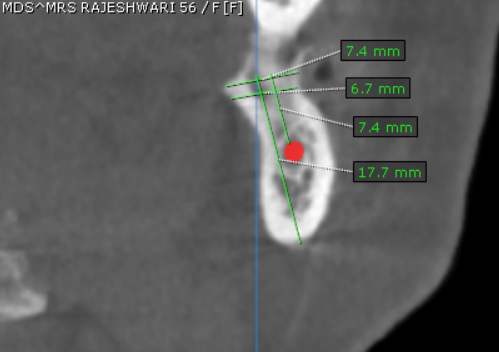 MDS^MRS RAJESHWARI 56 / F [F]
7.4 mm
6.7 mm
7.4 mm
17.7 mm